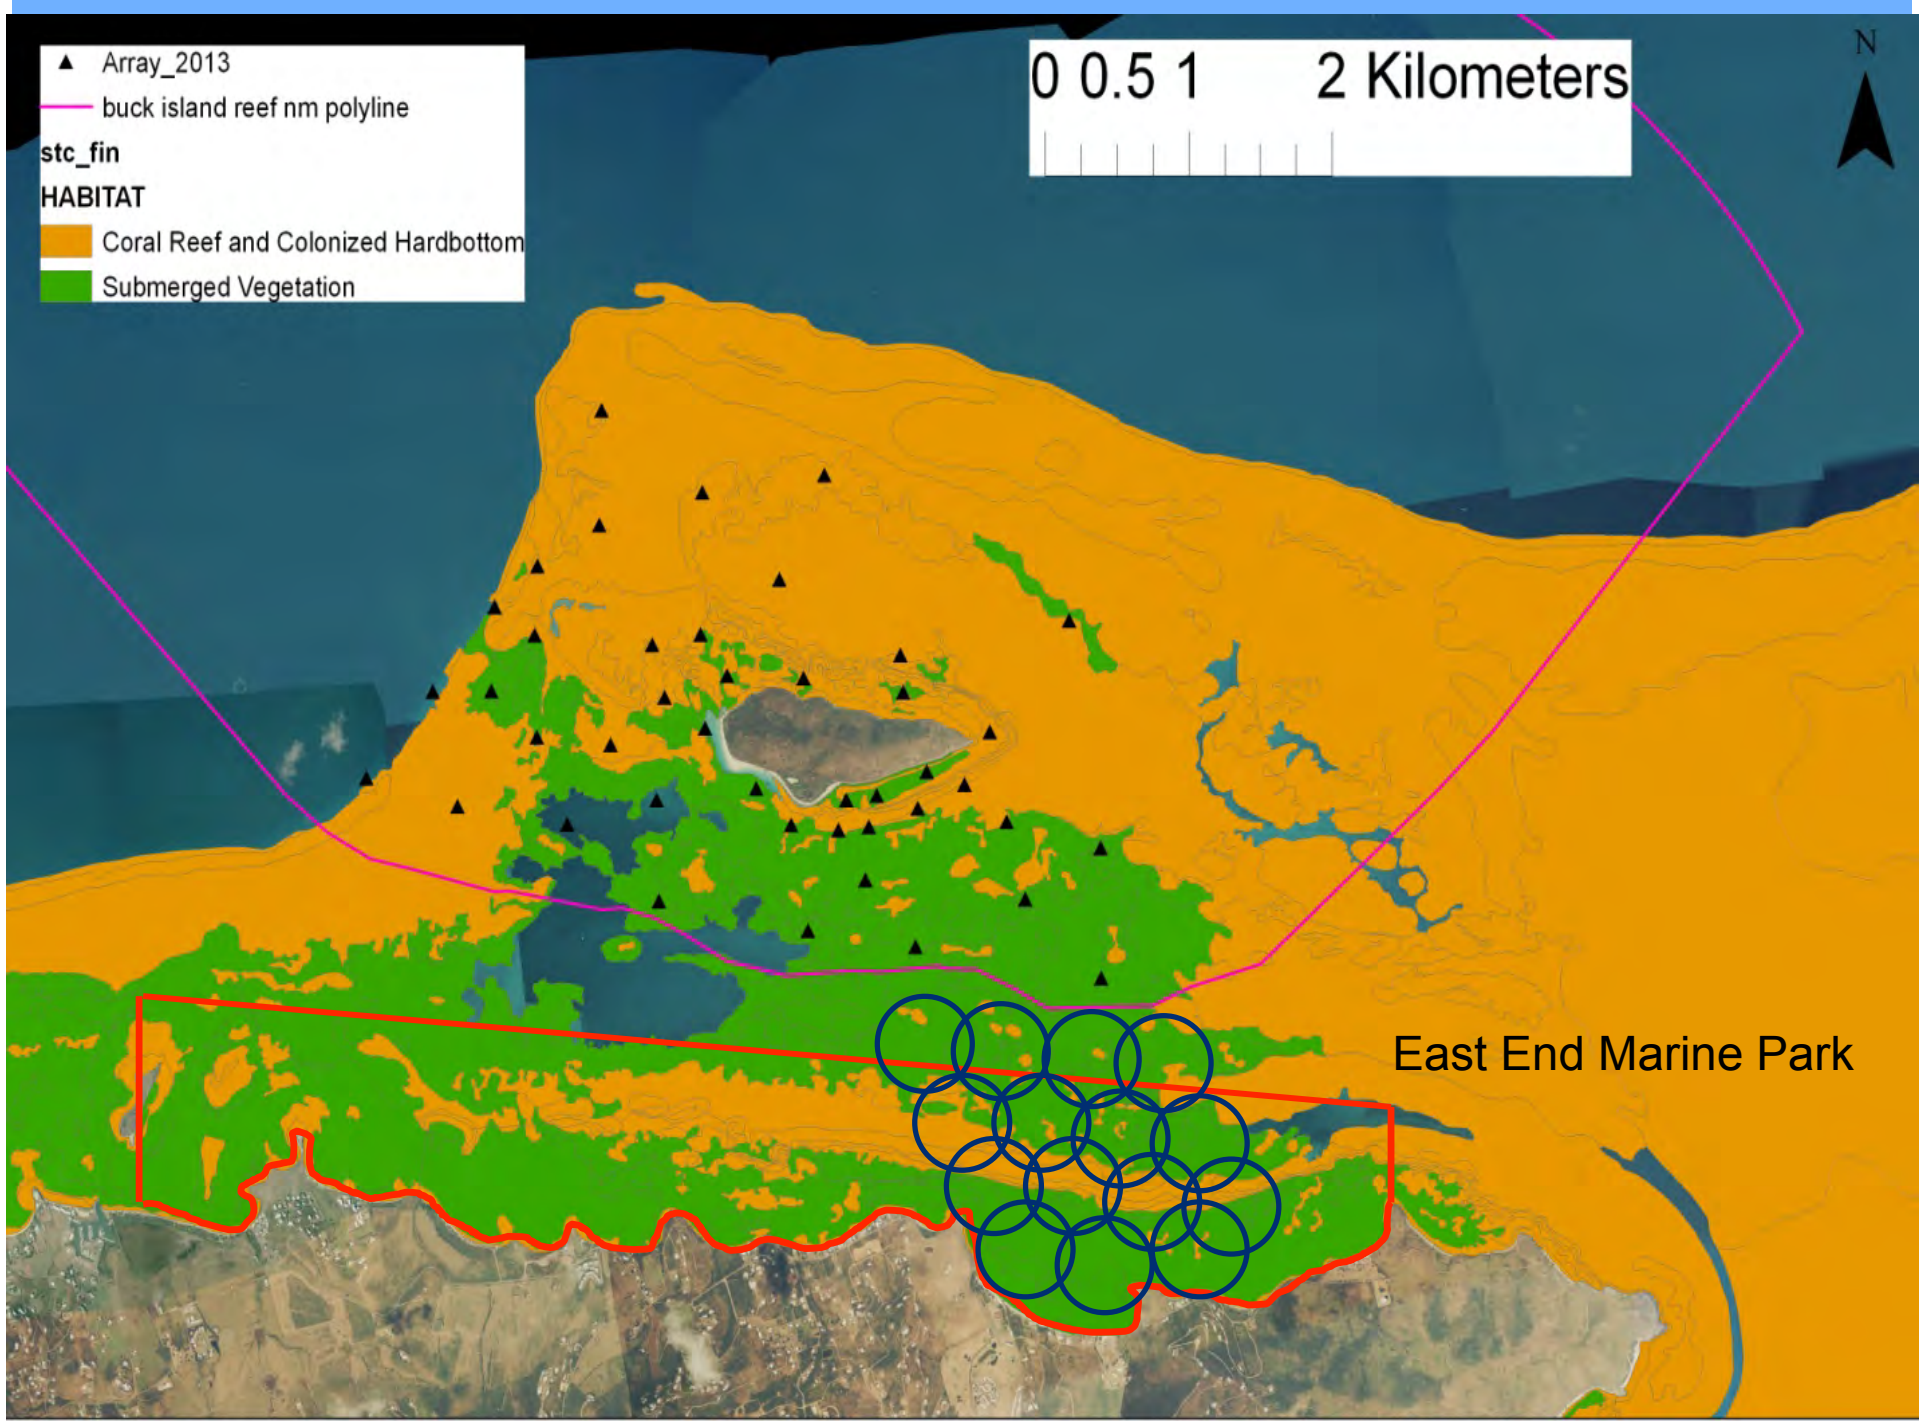 Array_2013
buck island reef nm polyline
stc_fin
HABITAT
Coral Reef and Colonized Hardbottom
Submerged Vegetation
0 0.5 1 2 Kilometers
N
East End Marine Park